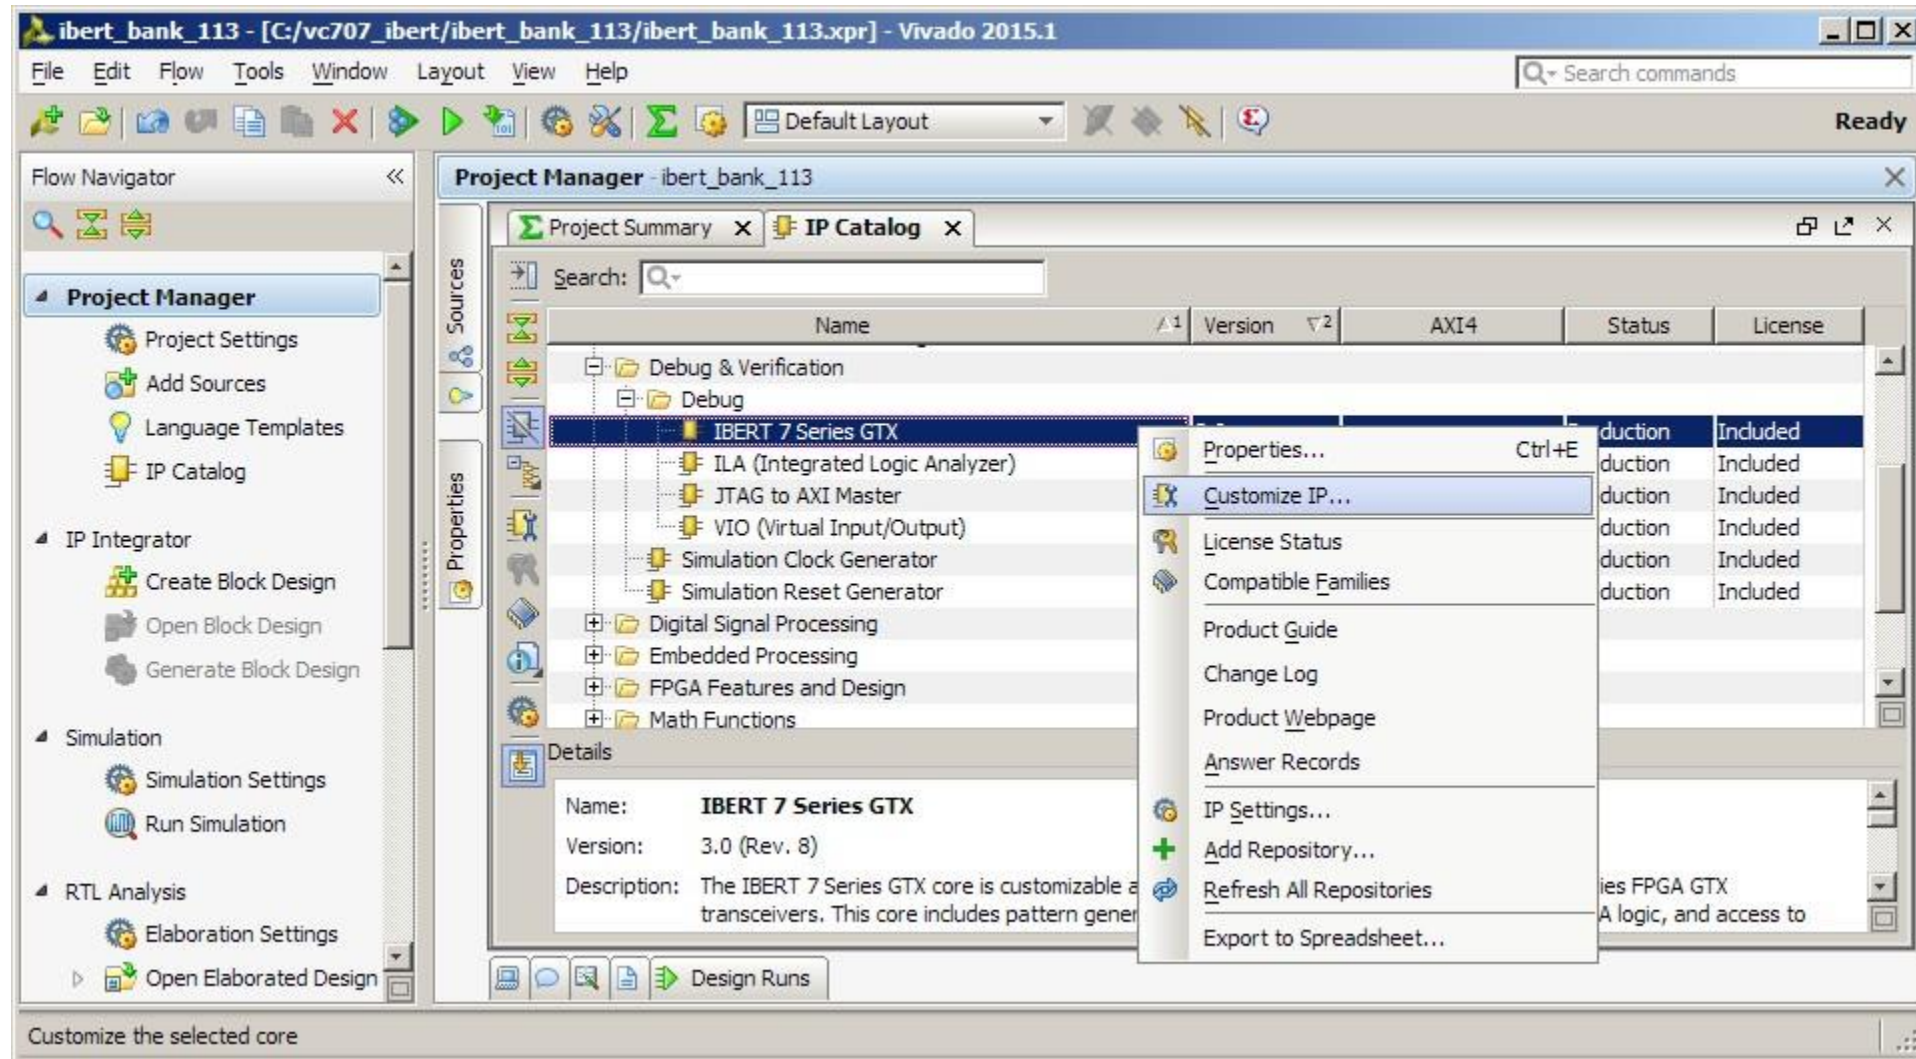 ibert_bank_113 - [C:/vc707_ibert/ibert_bank_113/ibert_bank_113.xpr] - Vivado 2015.1
File Edit Flow Tools Window Layout View Help
Search commands
Default Layout
Ready
Flow Navigator
Project Manager
Project Settings
Add Sources
Language Templates
IP Catalog
IP Integrator
Create Block Design
Open Block Design
Generate Block Design
Simulation
Simulation Settings
Run Simulation
RTL Analysis
Elaboration Settings
Open Elaborated Design
Project Manager - ibert_bank_113
Sources
Properties
Project Summary IP Catalog
Search:
Name 1 Version 2 AXI4 Status License
Debug & Verification
Debug
IBERT 7 Series GTX duction Included
ILA (Integrated Logic Analyzer) duction Included
JTAG to AXI Master duction Included
VIO (Virtual Input/Output) duction Included
Simulation Clock Generator duction Included
Simulation Reset Generator duction Included
Digital Signal Processing
Embedded Processing
FPGA Features and Design
Math Functions
Properties... Ctrl+E
Customize IP...
License Status
Compatible Families
Product Guide
Change Log
Product Webpage
Answer Records
IP Settings...
Add Repository...
Refresh All Repositories
Export to Spreadsheet...
Details
Name: IBERT 7 Series GTX
Version: 3.0 (Rev. 8)
Description: The IBERT 7 Series GTX core is customizable a ies FPGA GTX
transceivers. This core includes pattern gener A logic, and access to
Design Runs
Customize the selected core